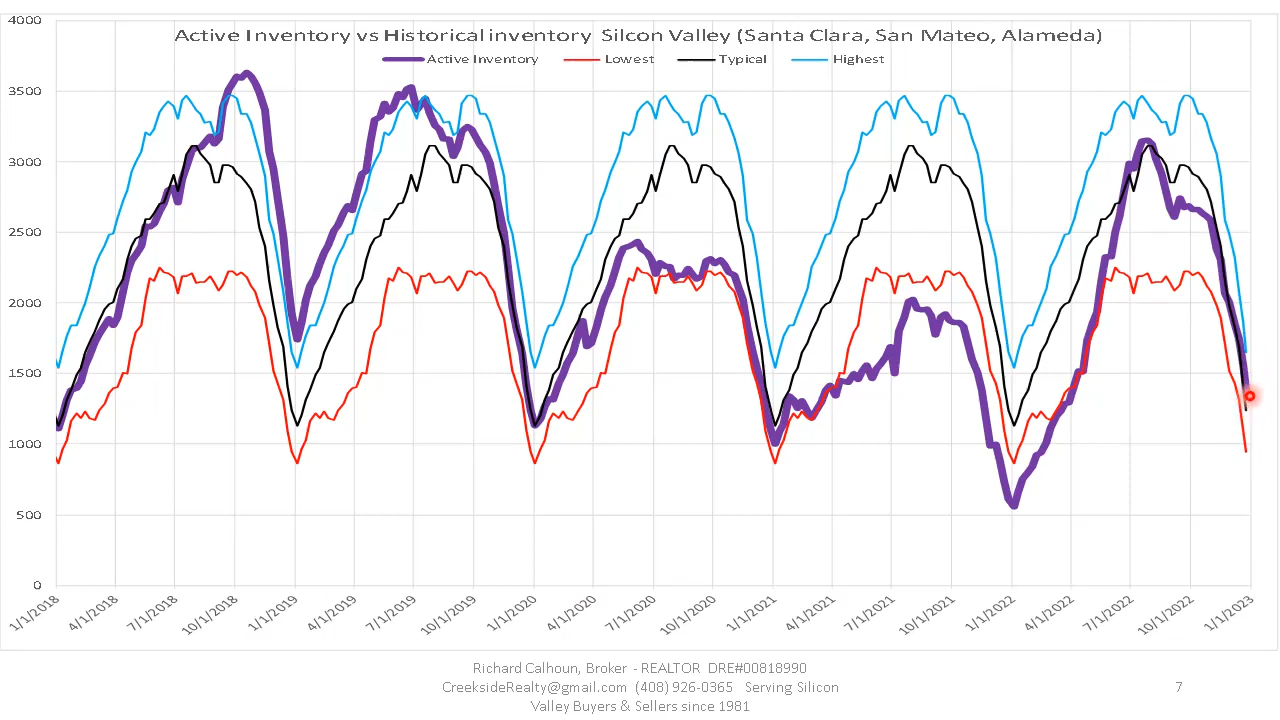 Active Inventory vs Historical inventory  Silcon Valley (Santa Clara, San Mateo, Alameda)
Active Inventory Lowest Typical Highest
4000
3500
3000
2500
2000
1500
1000
500
0
1/1/2018 4/1/2018 7/1/2018 10/1/2018 1/1/2019 4/1/2019 7/1/2019 10/1/2019 1/1/2020 4/1/2020 7/1/2020 10/1/2020 1/1/2021 4/1/2021 7/1/2021 10/1/2021 1/1/2022 4/1/2022 7/1/2022 10/1/2022 1/1/2023
Richard Calhoun, Broker - REALTOR DRE#00818990
CreeksideRealty@gmail.com (408) 926-0365 Serving Silicon
Valley Buyers & Sellers since 1981
7